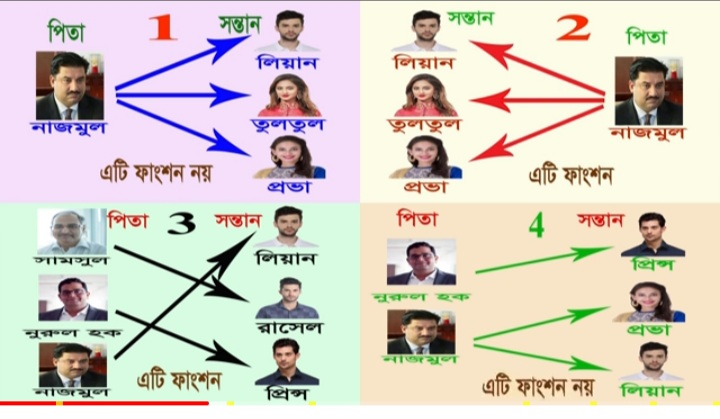 পিতা 1 সন্তান
লিয়ান
তুলতুল
নাজমুল
প্রভা
এটি ফাংশন নয়
সন্তান 2 পিতা
লিয়ান
তুলতুল
নাজমুল
প্রভা
এটি ফাংশন
পিতা 3 সন্তান
সামসুল
লিয়ান
রাসেল
নুরুল হক
নাজমুল
এটি ফাংশন
প্রিন্স
পিতা 4 সন্তান
প্রিন্স
নুরুল হক
প্রভা
নাজমুল
এটি ফাংশন নয়
লিয়ান